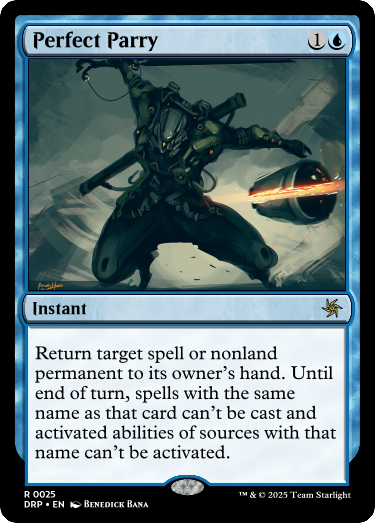 Perfect Parry
1
Instant
Return target spell or nonland
permanent to its owner's hand. Until
end of turn, spells with the same
name as that card can't be cast and
activated abilities of sources with that
name can't be activated.
R 0025
DRP • EN Benedick Bana
™ & © 2025 Team Starlight